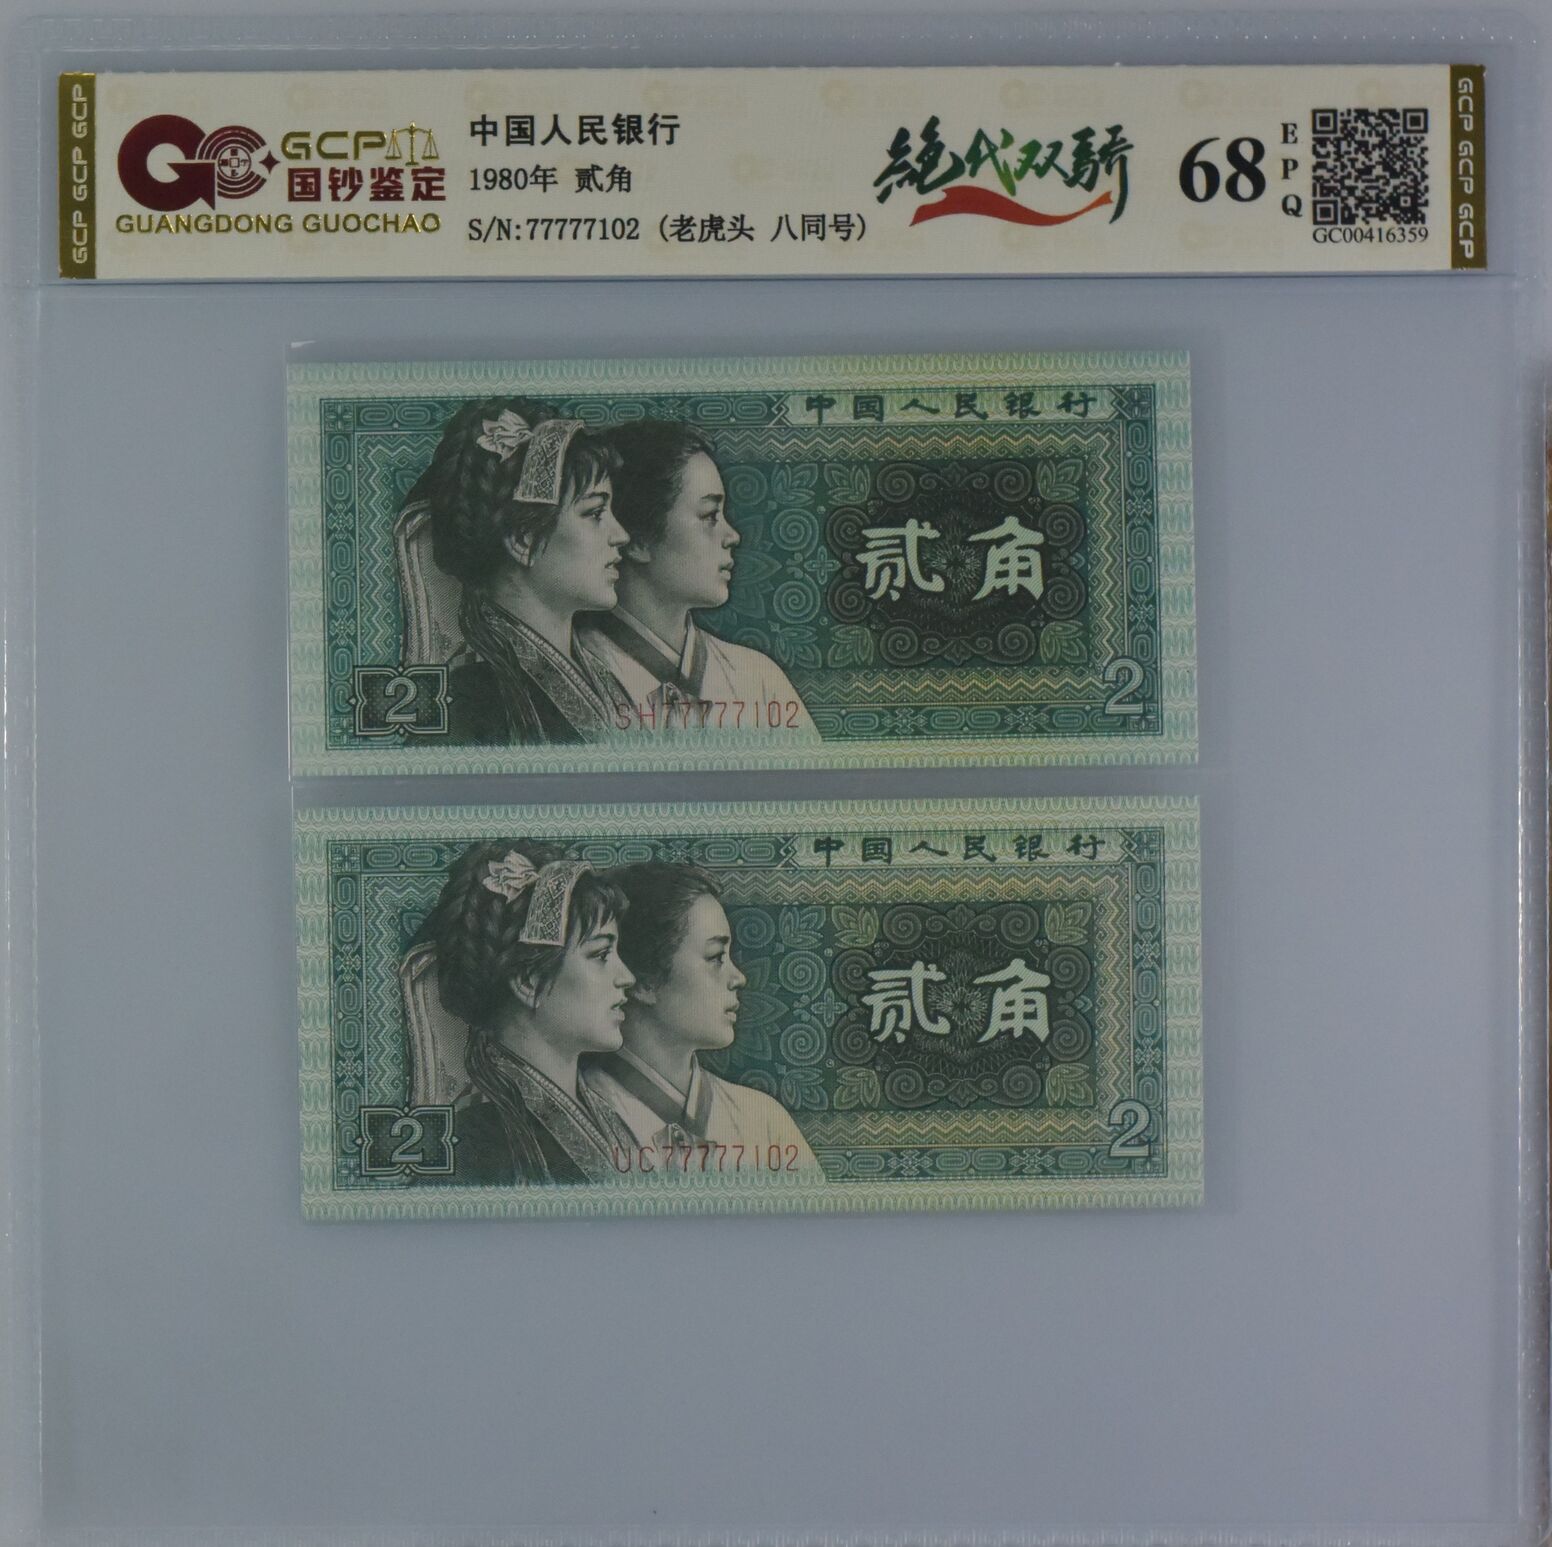 GCP GCP GCP
GCP
国钞鉴定
GUANGDONG GUOCHAO
中国人民银行
1980年 贰角
S/N:77777102 (老虎头 八同号)
絶代双骄
68
EPQ
GC00416359
GCP GCP GCP
中国人民银行
贰角
2
2
SH77777102
中国人民银行
贰角
2
2
UC77777102